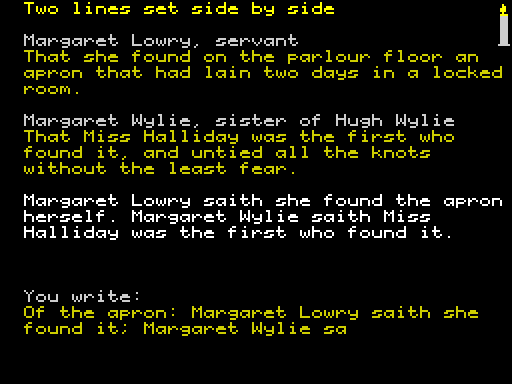 Two lines set side by side
Margaret Lowry, servant
That she found on the parlour floor an
apron that had lain two days in a locked
room.
Margaret Wylie, sister of Hugh Wylie
That Miss Halliday was the first who
found it, and untied all the knots
without the least fear.
Margaret Lowry saith she found the apron
herself. Margaret Wylie saith Miss
Halliday was the first who found it.
You write:
Of the apron: Margaret Lowry saith she
found it; Margaret Wylie sa